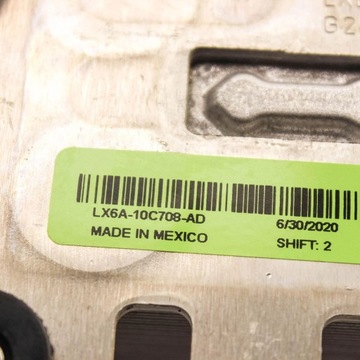 LX6A-10C708-AD 6/30/2020
MADE IN MEXICO SHIFT: 2